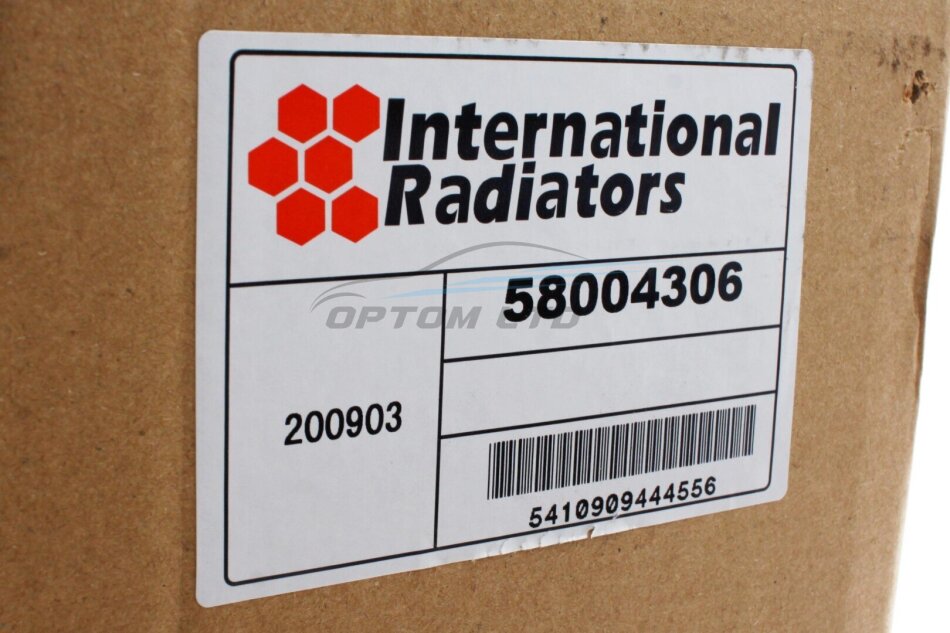 International
Radiators
58004306
OPTOM LTD
200903
5410909444556